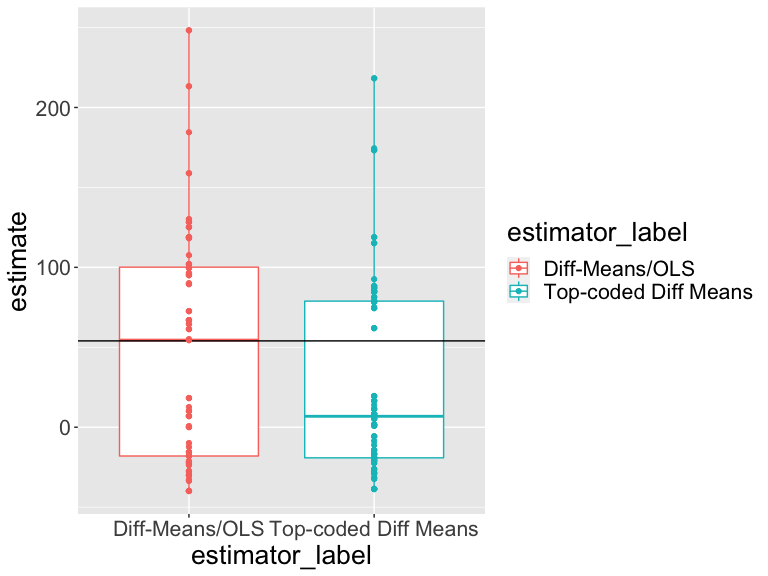 estimate
200
100
0
Diff-Means/OLS Top-coded Diff Means
estimator_label
estimator_label
Diff-Means/OLS
Top-coded Diff Means